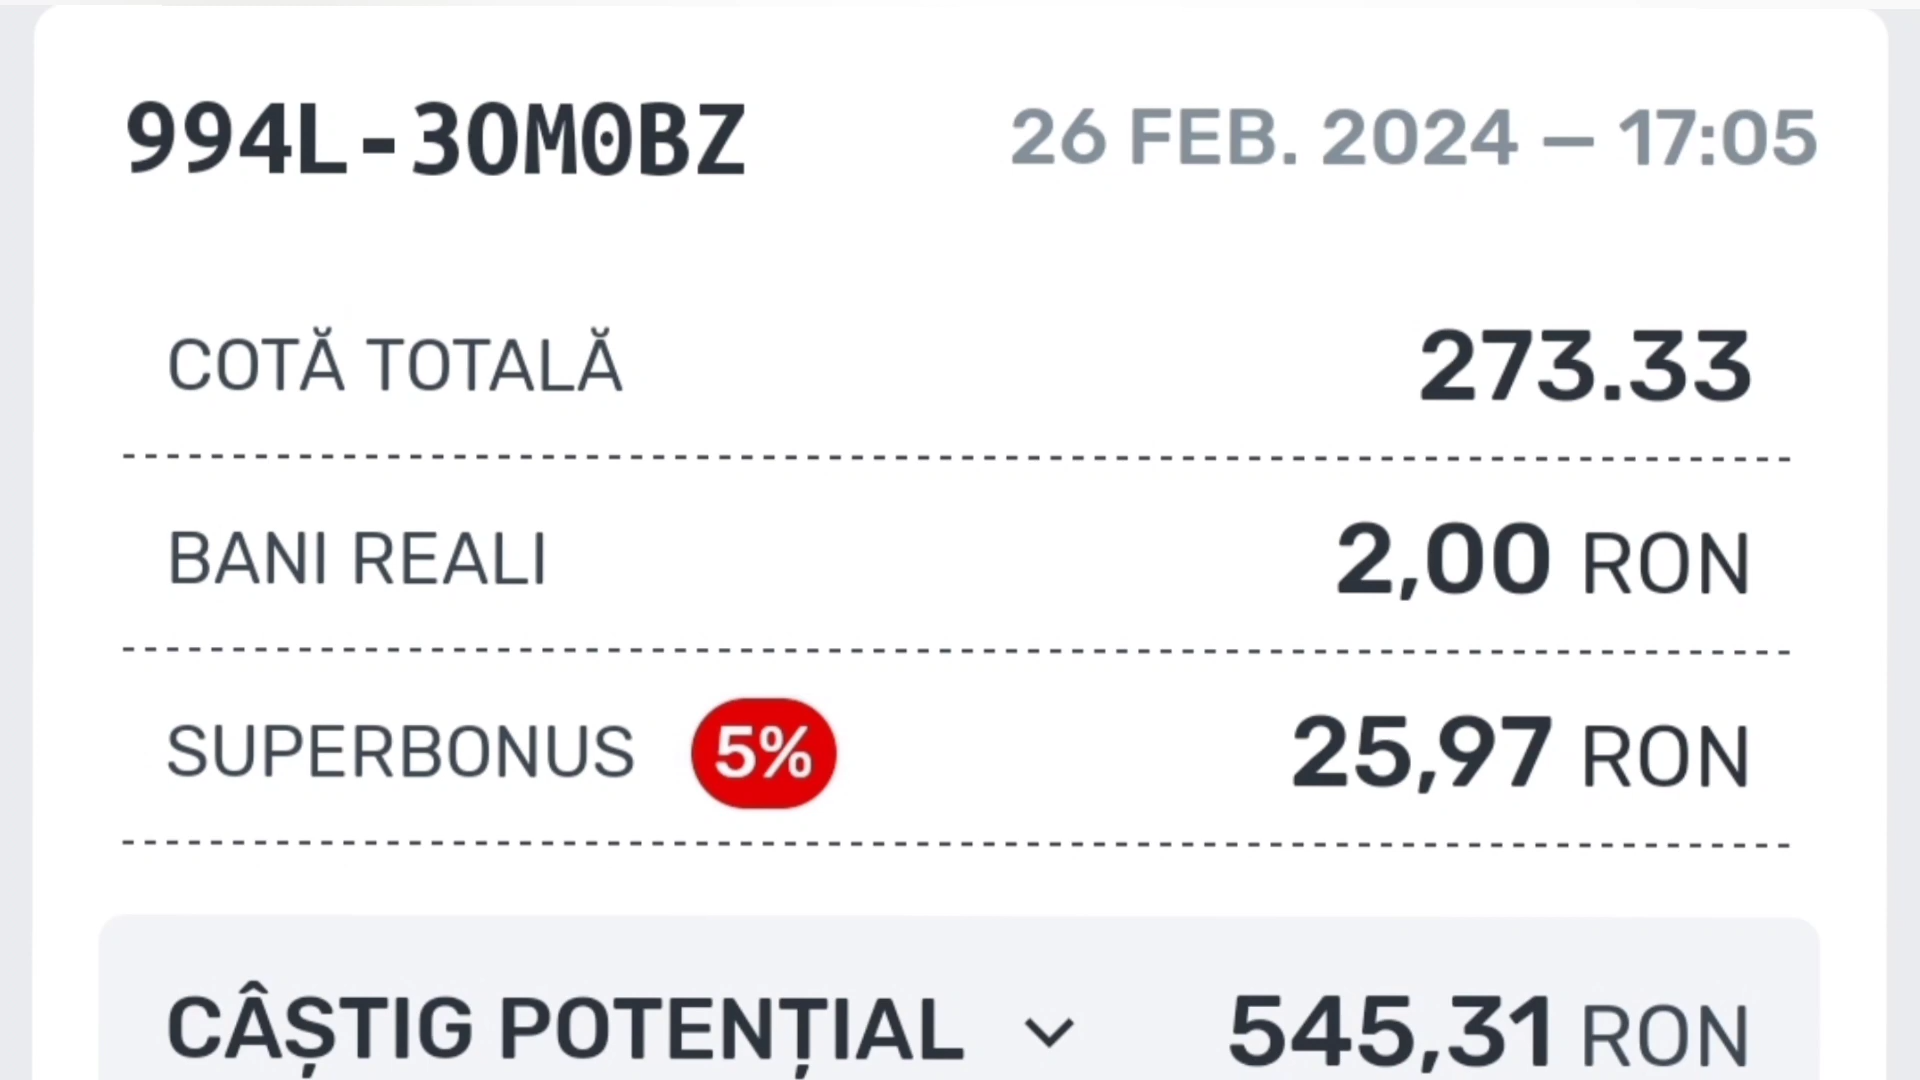 994L-3OM0BZ 26 FEB. 2024 – 17:05
COTĂ TOTALĂ 273.33
BANI REALI 2,00 RON
SUPERBONUS 5% 25,97 RON
CÂȘTIG POTENȚIAL 545,31 RON